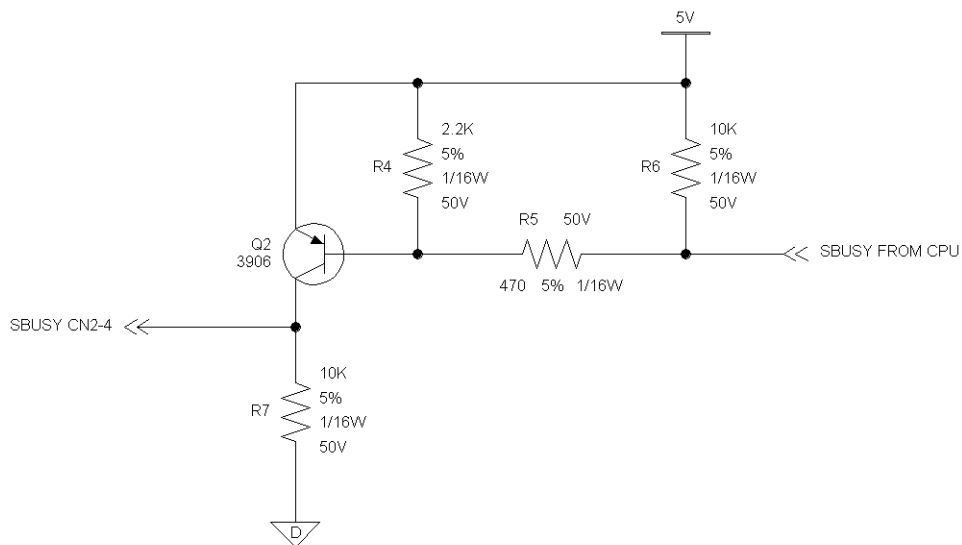 5V
2.2K
5%
1/16W
50V
R4
10K
5%
1/16W
50V
R6
R5 50V
470 5% 1/16W
Q2
3906
SBUSY FROM CPU
SBUSY CN2-4
10K
5%
1/16W
50V
R7
D